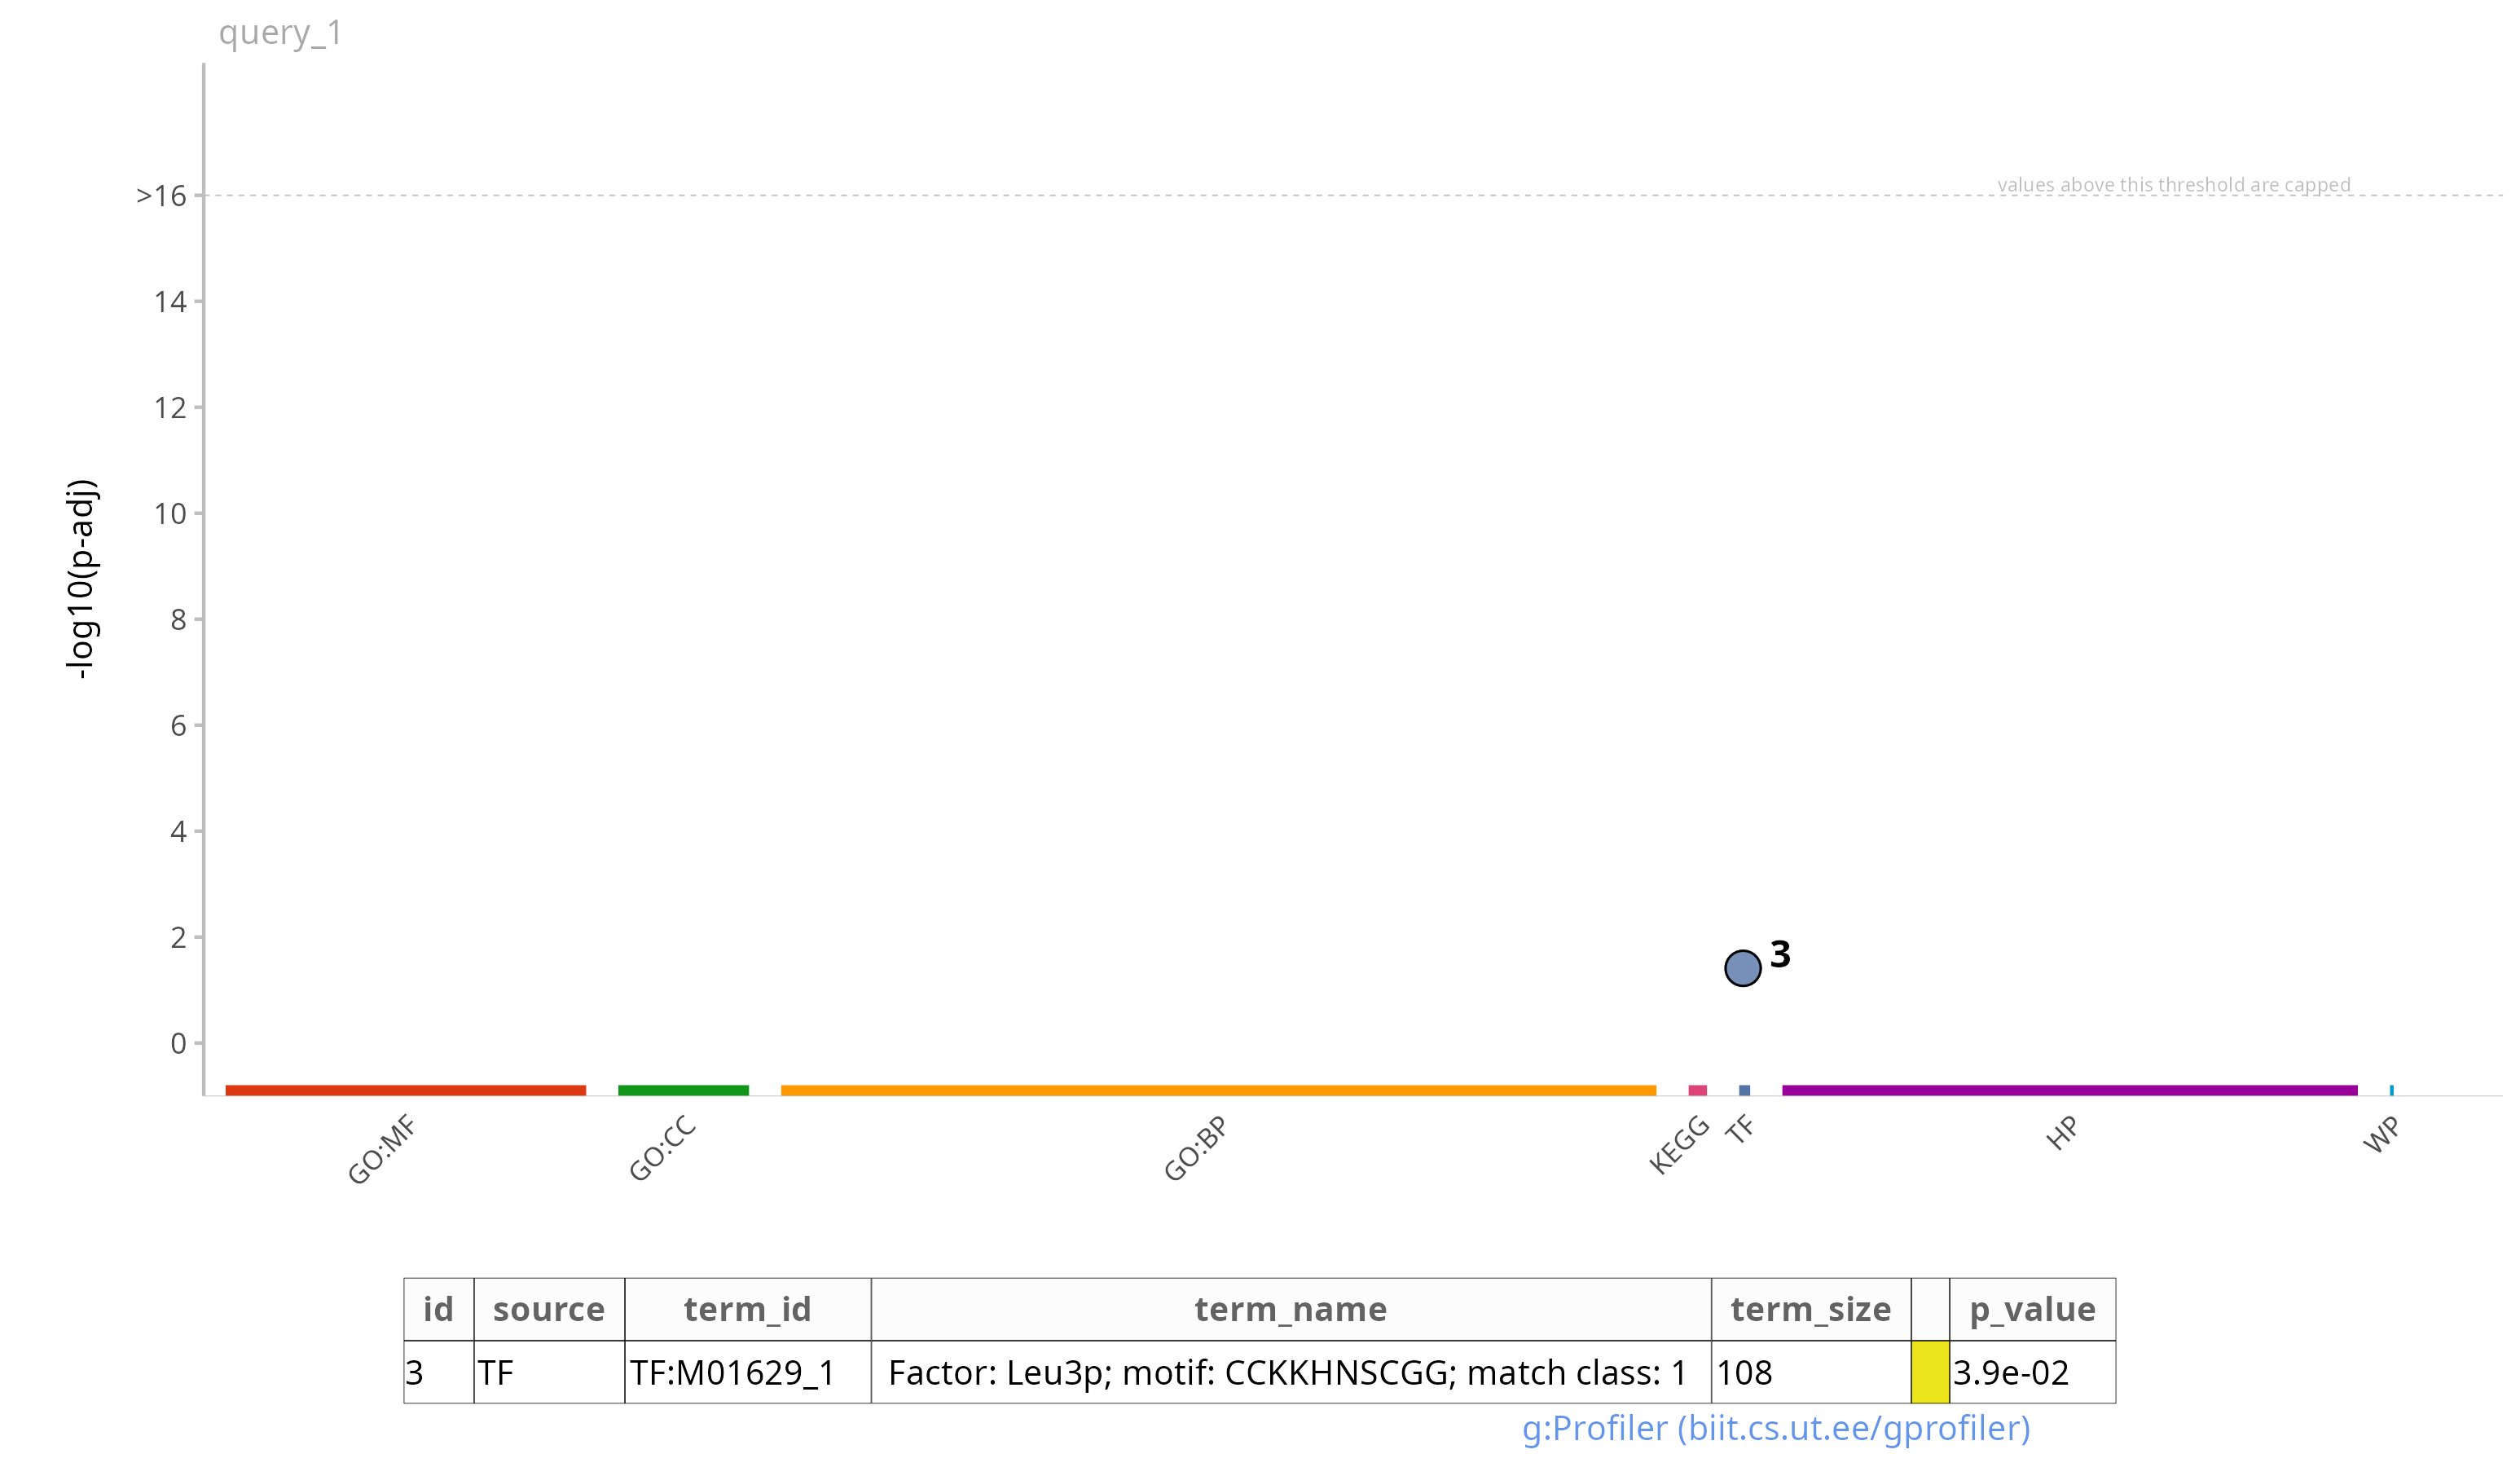 query_1
>16
values above this threshold are capped
14
12
10
8
6
4
2
0
-log10(p-adj)
3
GO:MF GO:CC GO:BP KEGG TF HP WP
id source term_id term_name term_size p_value
3 TF TF:M01629_1 Factor: Leu3p; motif: CCKKHNSCGG; match class: 1 108 3.9e-02
g:Profiler (biit.cs.ut.ee/gprofiler)